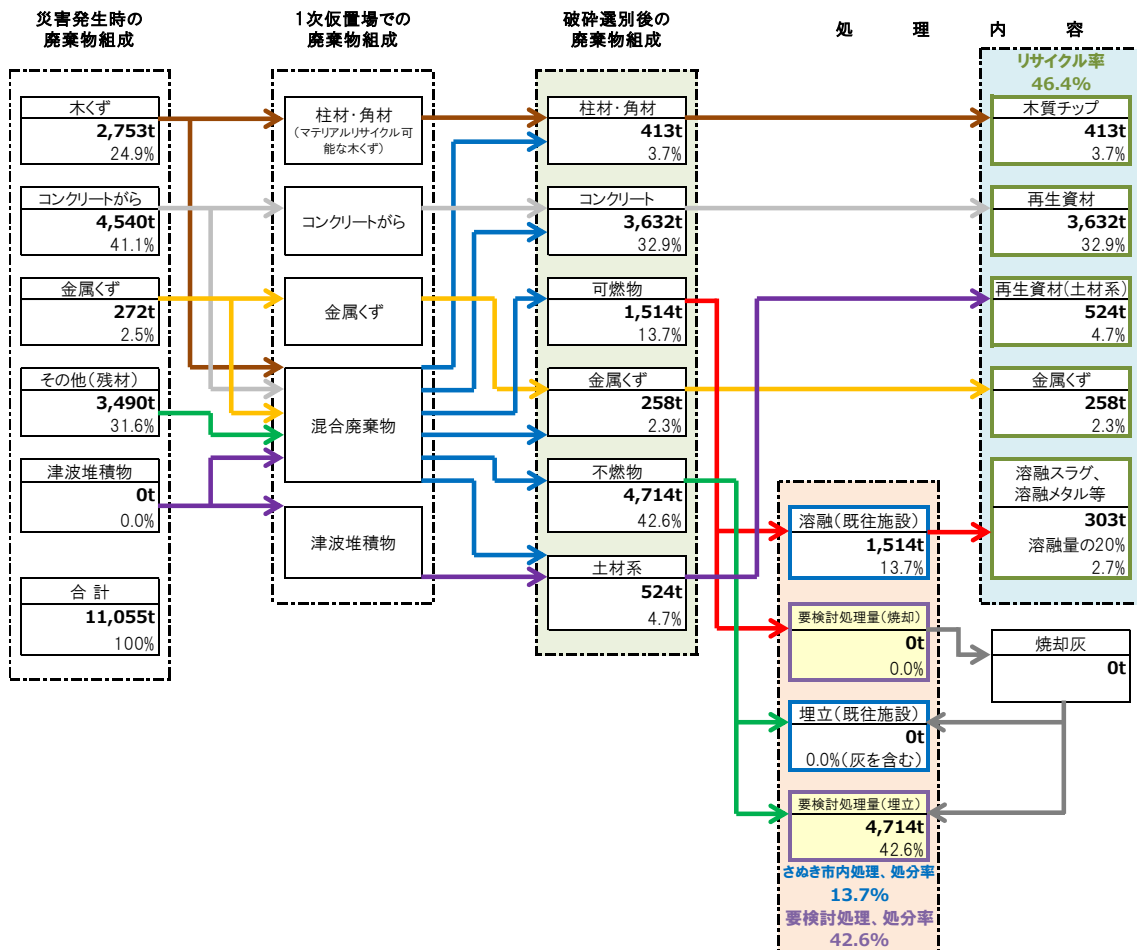 災害発生時の
廃棄物組成
1次仮置場での
廃棄物組成
破砕選別後の
廃棄物組成
処 理 内 容
木くず
2,753t
24.9%
コンクリートがら
4,540t
41.1%
金属くず
272t
2.5%
その他(残材)
3,490t
31.6%
津波堆積物
0t
0.0%
合 計
11,055t
100%
柱材・角材
(マテリアルリサイクル可
能な木くず)
コンクリートがら
金属くず
混合廃棄物
津波堆積物
柱材・角材
413t
3.7%
コンクリート
3,632t
32.9%
可燃物
1,514t
13.7%
金属くず
258t
2.3%
不燃物
4,714t
42.6%
土材系
524t
4.7%
溶融(既往施設)
1,514t
13.7%
要検討処理量(焼却)
0t
0.0%
埋立(既往施設)
0t
0.0%(灰を含む)
要検討処理量(埋立)
4,714t
42.6%
さぬき市内処理、処分率
13.7%
要検討処理、処分率
42.6%
リサイクル率
46.4%
木質チップ
413t
3.7%
再生資材
3,632t
32.9%
再生資材(土材系)
524t
4.7%
金属くず
258t
2.3%
溶融スラグ、
溶融メタル等
303t
溶融量の20%
2.7%
焼却灰
0t